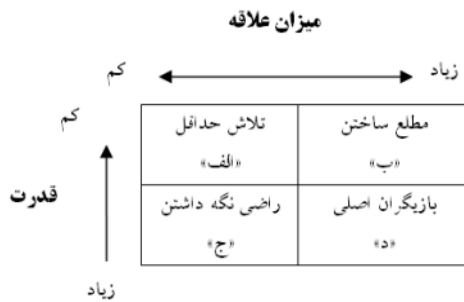 میزان علاقه
زیاد
کم
کم
مطلع ساختن
«ب»
تلاش حداقل
«الف»
قدرت
بازیگران اصلی
«د»
راضی نگه داشتن
«ج»
زیاد